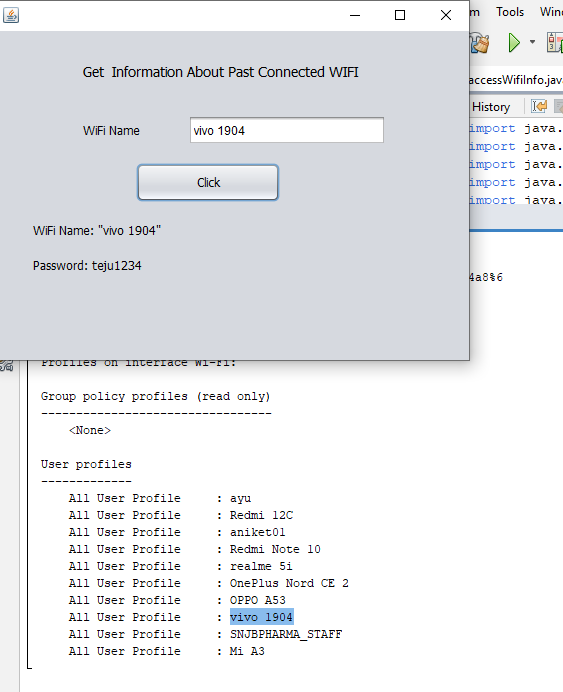 m Tools Wind
Get Information About Past Connected WIFI
accessWifiInfo.java
WiFi Name vivo 1904
History
import java.
import java.
import java.
import java.
import java.
Click
WiFi Name: "vivo 1904"
Password: teju1234
4a8%6
Profiles on interface Wi-Fi:
Group policy profiles (read only)
---------------------------------
<None>
User profiles
-------------
All User Profile : ayu
All User Profile : Redmi 12C
All User Profile : aniket01
All User Profile : Redmi Note 10
All User Profile : realme 5i
All User Profile : OnePlus Nord CE 2
All User Profile : OPPO A53
All User Profile : vivo 1904
All User Profile : SNJBPHARMA_STAFF
All User Profile : Mi A3